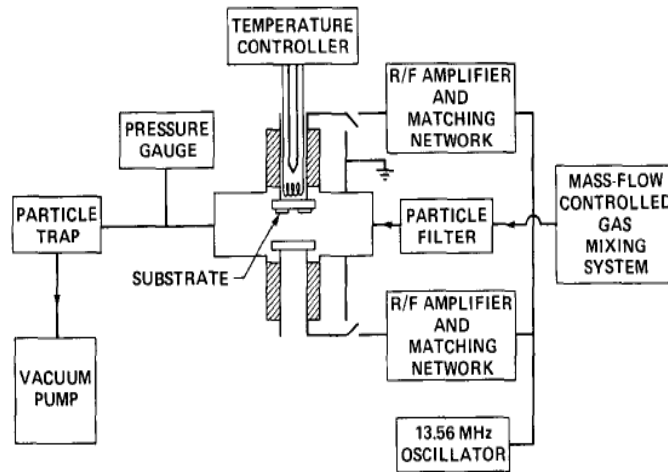 TEMPERATURE
CONTROLLER
R/F AMPLIFIER
AND
MATCHING
NETWORK
PRESSURE
GAUGE
MASS-FLOW
CONTROLLED
GAS
MIXING
SYSTEM
PARTICLE
TRAP
PARTICLE
FILTER
SUBSTRATE
R/F AMPLIFIER
AND
MATCHING
NETWORK
VACUUM
PUMP
13.56 MHz
OSCILLATOR